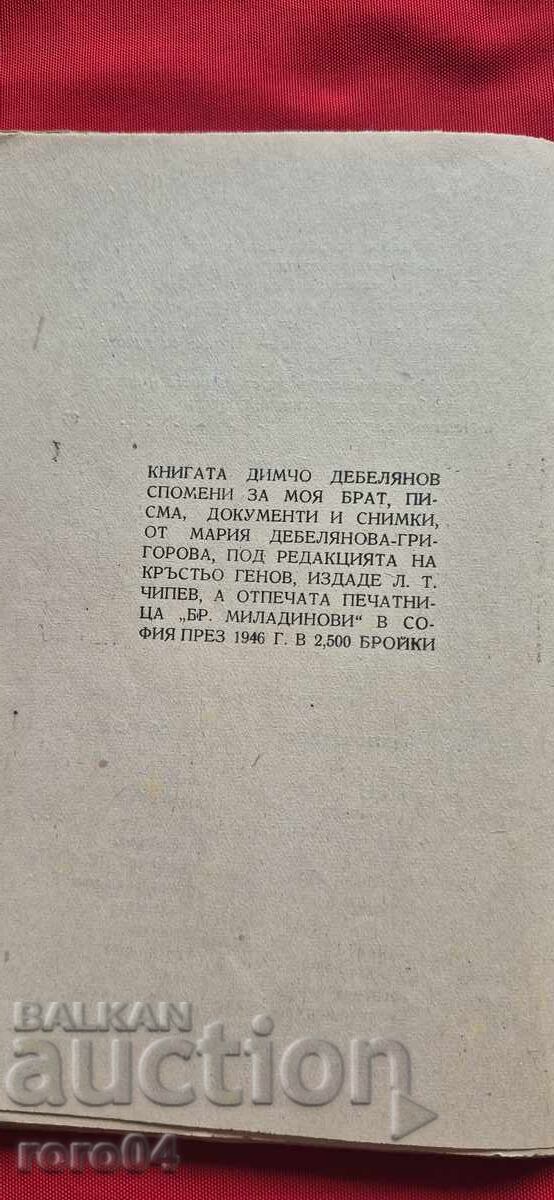 КНИГАТА ДИМЧО ДЕБЕЛЯНОВ
СПОМЕНИ ЗА МОЯ БРАТ, ПИ-
СМА, ДОКУМЕНТИ И СНИМКИ,
ОТ МАРИЯ ДЕБЕЛЯНОВА-ГРИ-
ГОРОВА, ПОД РЕДАКЦИЯТА НА
КРЪСТЬО ГЕНОВ, ИЗДАДЕ Л. Т.
ЧИПЕВ, А ОТПЕЧАТА ПЕЧАТНИ-
ЦА „БР. МИЛАДИНОВИ“ В СО-
ФИЯ ПРЕЗ 1946 Г. В 2,500 БРОЙКИ
BALKAN
auction
roro04